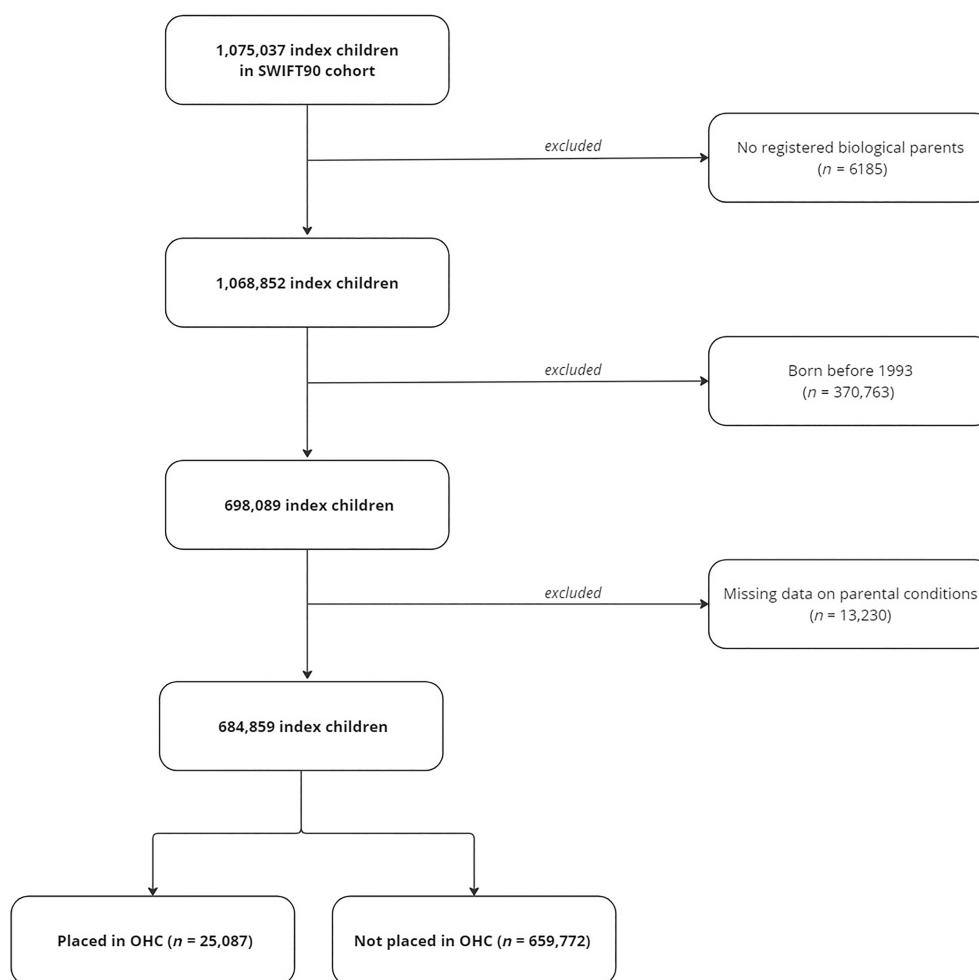 1,075,037 index children
in SWIFT90 cohort
excluded
No registered biological parents
(n = 6185)
1,068,852 index children
excluded
Born before 1993
(n = 370,763)
698,089 index children
excluded
Missing data on parental conditions
(n = 13,230)
684,859 index children
Placed in OHC (n = 25,087)
Not placed in OHC (n = 659,772)